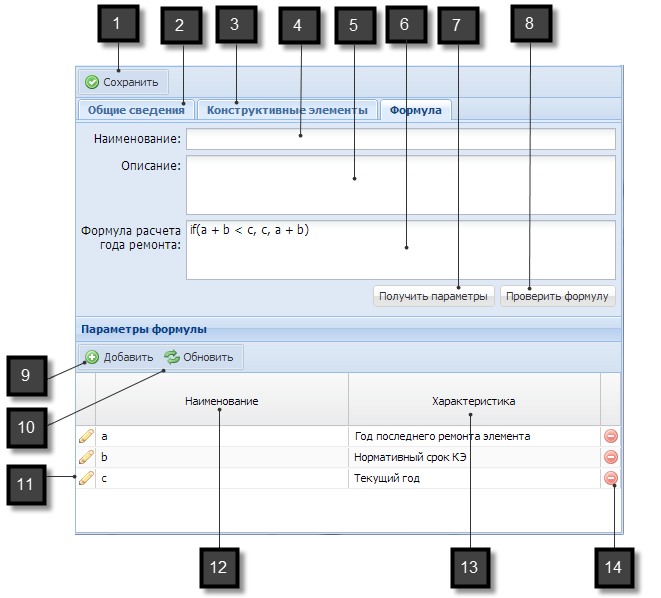 1
2
3
4
5
6
7
8
Сохранить
Общие сведения
Конструктивные элементы
Формула
Наименование:
Описание:
Формула расчета
года ремонта:
if(a + b < c, c, a + b)
Получить параметры
Проверить формулу
Параметры формулы
9
Добавить
Обновить
10
Наименование
Характеристика
a
Год последнего ремонта элемента
b
Нормативный срок КЭ
11
c
Текущий год
12
13
14